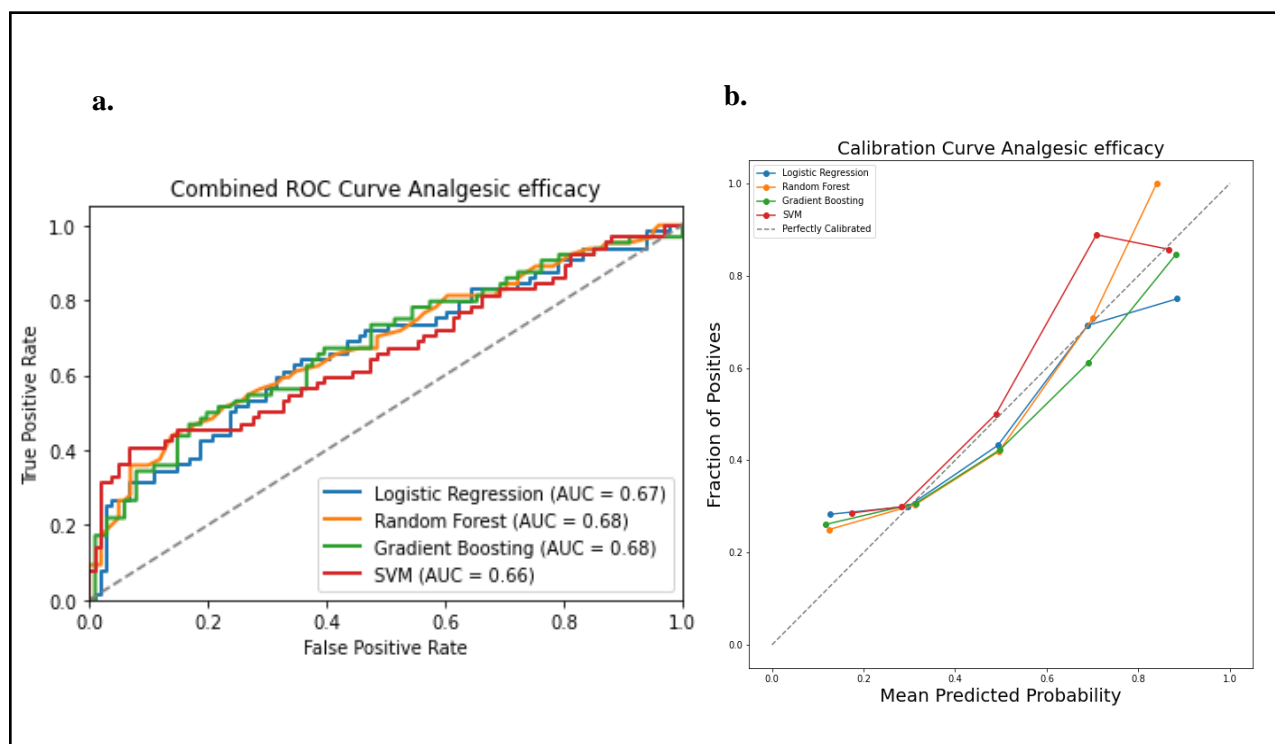 a.
Combined ROC Curve Analgesic efficacy
True Positive Rate
1.0
0.8
0.6
0.4
0.2
0.0
Logistic Regression (AUC = 0.67)
Random Forest (AUC = 0.68)
Gradient Boosting (AUC = 0.68)
SVM (AUC = 0.66)
0.0 0.2 0.4 0.6 0.8 1.0
False Positive Rate
b.
Calibration Curve Analgesic efficacy
Logistic Regression
Random Forest
Gradient Boosting
SVM
Perfectly Calibrated
Fraction of Positives
1.0
0.8
0.6
0.4
0.2
0.0
0.0 0.2 0.4 0.6 0.8 1.0
Mean Predicted Probability